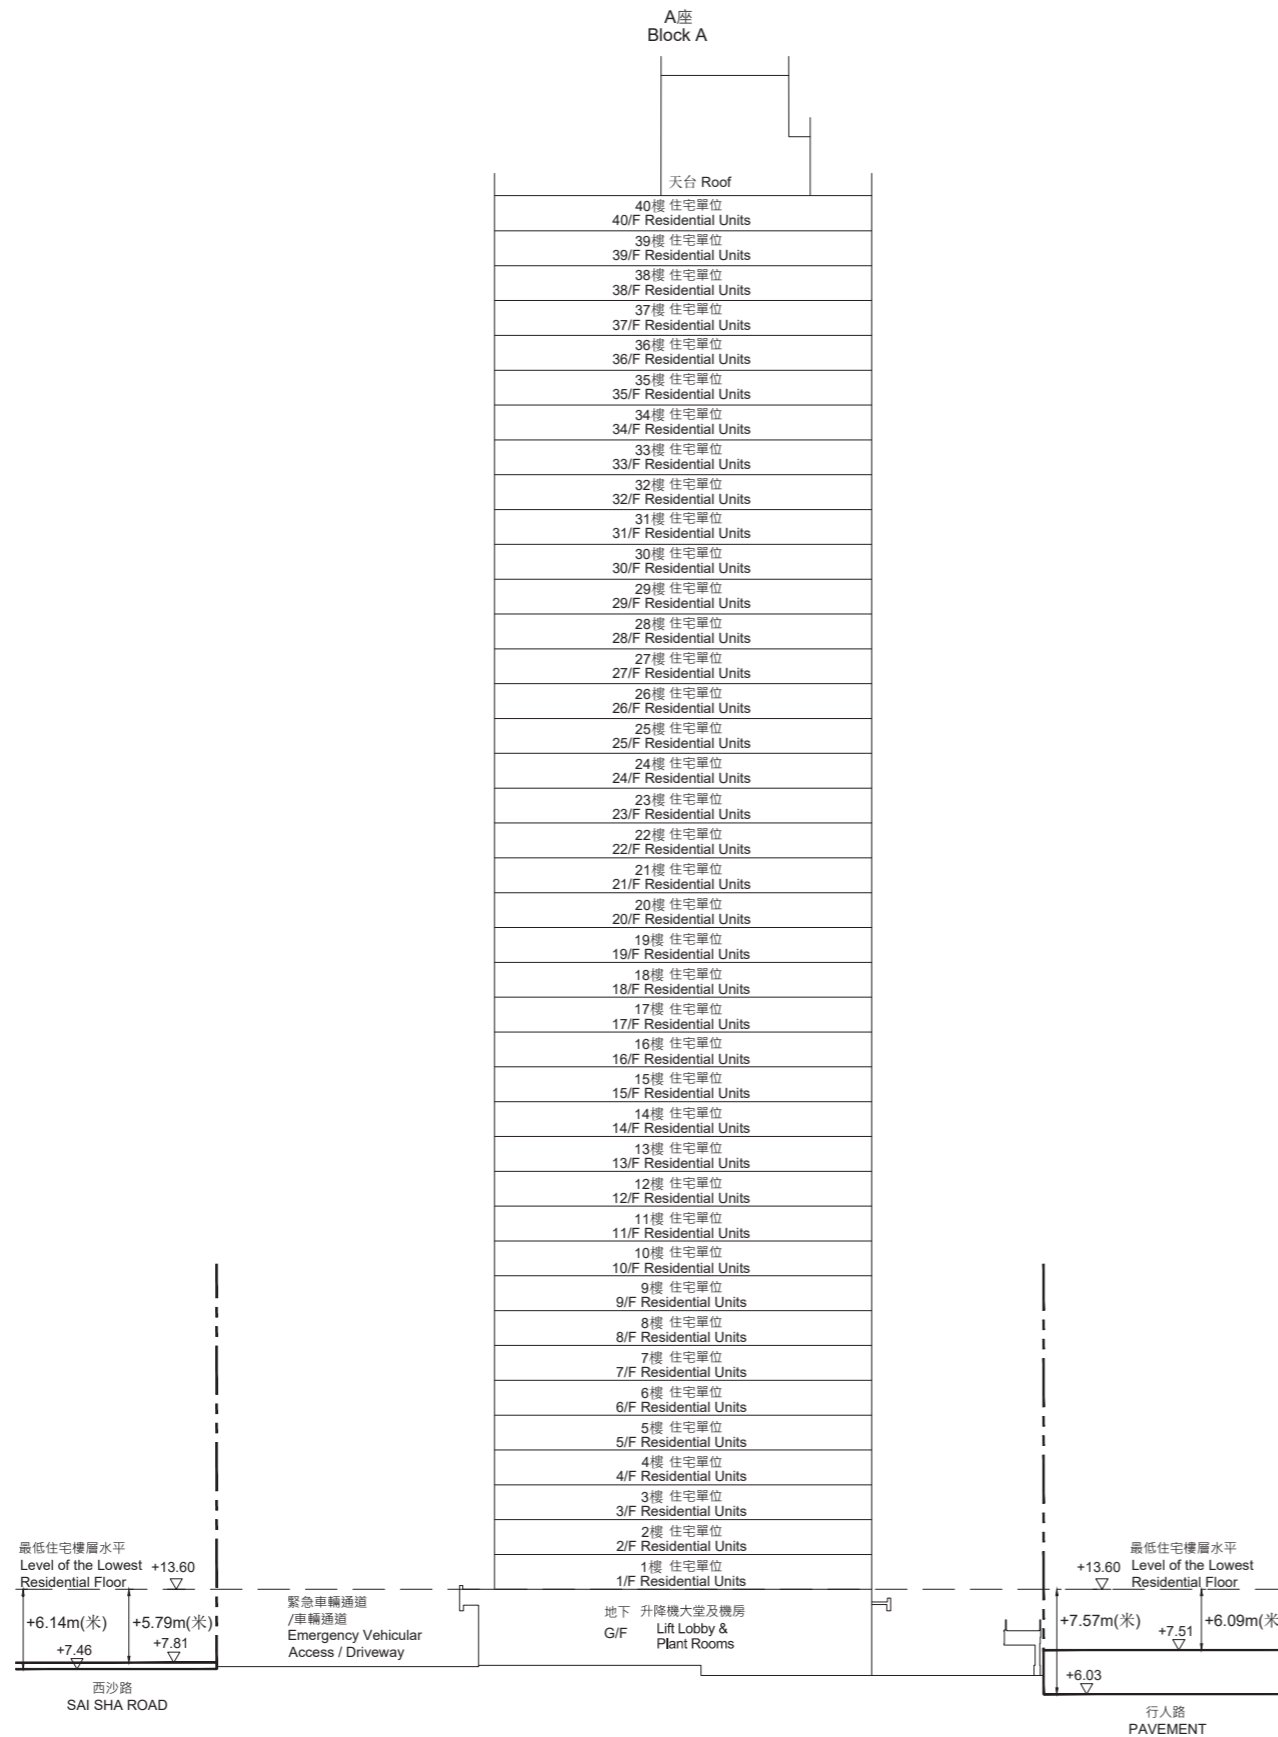 A座
Block A
天台 Roof
40樓 住宅單位
40/F Residential Units
39樓 住宅單位
39/F Residential Units
38樓 住宅單位
38/F Residential Units
37樓 住宅單位
37/F Residential Units
36樓 住宅單位
36/F Residential Units
35樓 住宅單位
35/F Residential Units
34樓 住宅單位
34/F Residential Units
33樓 住宅單位
33/F Residential Units
32樓 住宅單位
32/F Residential Units
31樓 住宅單位
31/F Residential Units
30樓 住宅單位
30/F Residential Units
29樓 住宅單位
29/F Residential Units
28樓 住宅單位
28/F Residential Units
27樓 住宅單位
27/F Residential Units
26樓 住宅單位
26/F Residential Units
25樓 住宅單位
25/F Residential Units
24樓 住宅單位
24/F Residential Units
23樓 住宅單位
23/F Residential Units
22樓 住宅單位
22/F Residential Units
21樓 住宅單位
21/F Residential Units
20樓 住宅單位
20/F Residential Units
19樓 住宅單位
19/F Residential Units
18樓 住宅單位
18/F Residential Units
17樓 住宅單位
17/F Residential Units
16樓 住宅單位
16/F Residential Units
15樓 住宅單位
15/F Residential Units
14樓 住宅單位
14/F Residential Units
13樓 住宅單位
13/F Residential Units
12樓 住宅單位
12/F Residential Units
11樓 住宅單位
11/F Residential Units
10樓 住宅單位
10/F Residential Units
9樓 住宅單位
9/F Residential Units
8樓 住宅單位
8/F Residential Units
7樓 住宅單位
7/F Residential Units
6樓 住宅單位
6/F Residential Units
5樓 住宅單位
5/F Residential Units
4樓 住宅單位
4/F Residential Units
3樓 住宅單位
3/F Residential Units
2樓 住宅單位
2/F Residential Units
1樓 住宅單位
1/F Residential Units
最低住宅樓層水平
Level of the Lowest
Residential Floor
+13.60
+6.14m(米)
+5.79m(米)
+7.46
+7.81
西沙路
SAI SHA ROAD
緊急車輛通道
/車輛通道
Emergency Vehicular
Access / Driveway
地下 升降機大堂及機房
G/F Lift Lobby &
Plant Rooms
最低住宅樓層水平
+13.60 Level of the Lowest
Residential Floor
+7.57m(米)
+6.09m(米
+7.51
+6.03
行人路
PAVEMENT